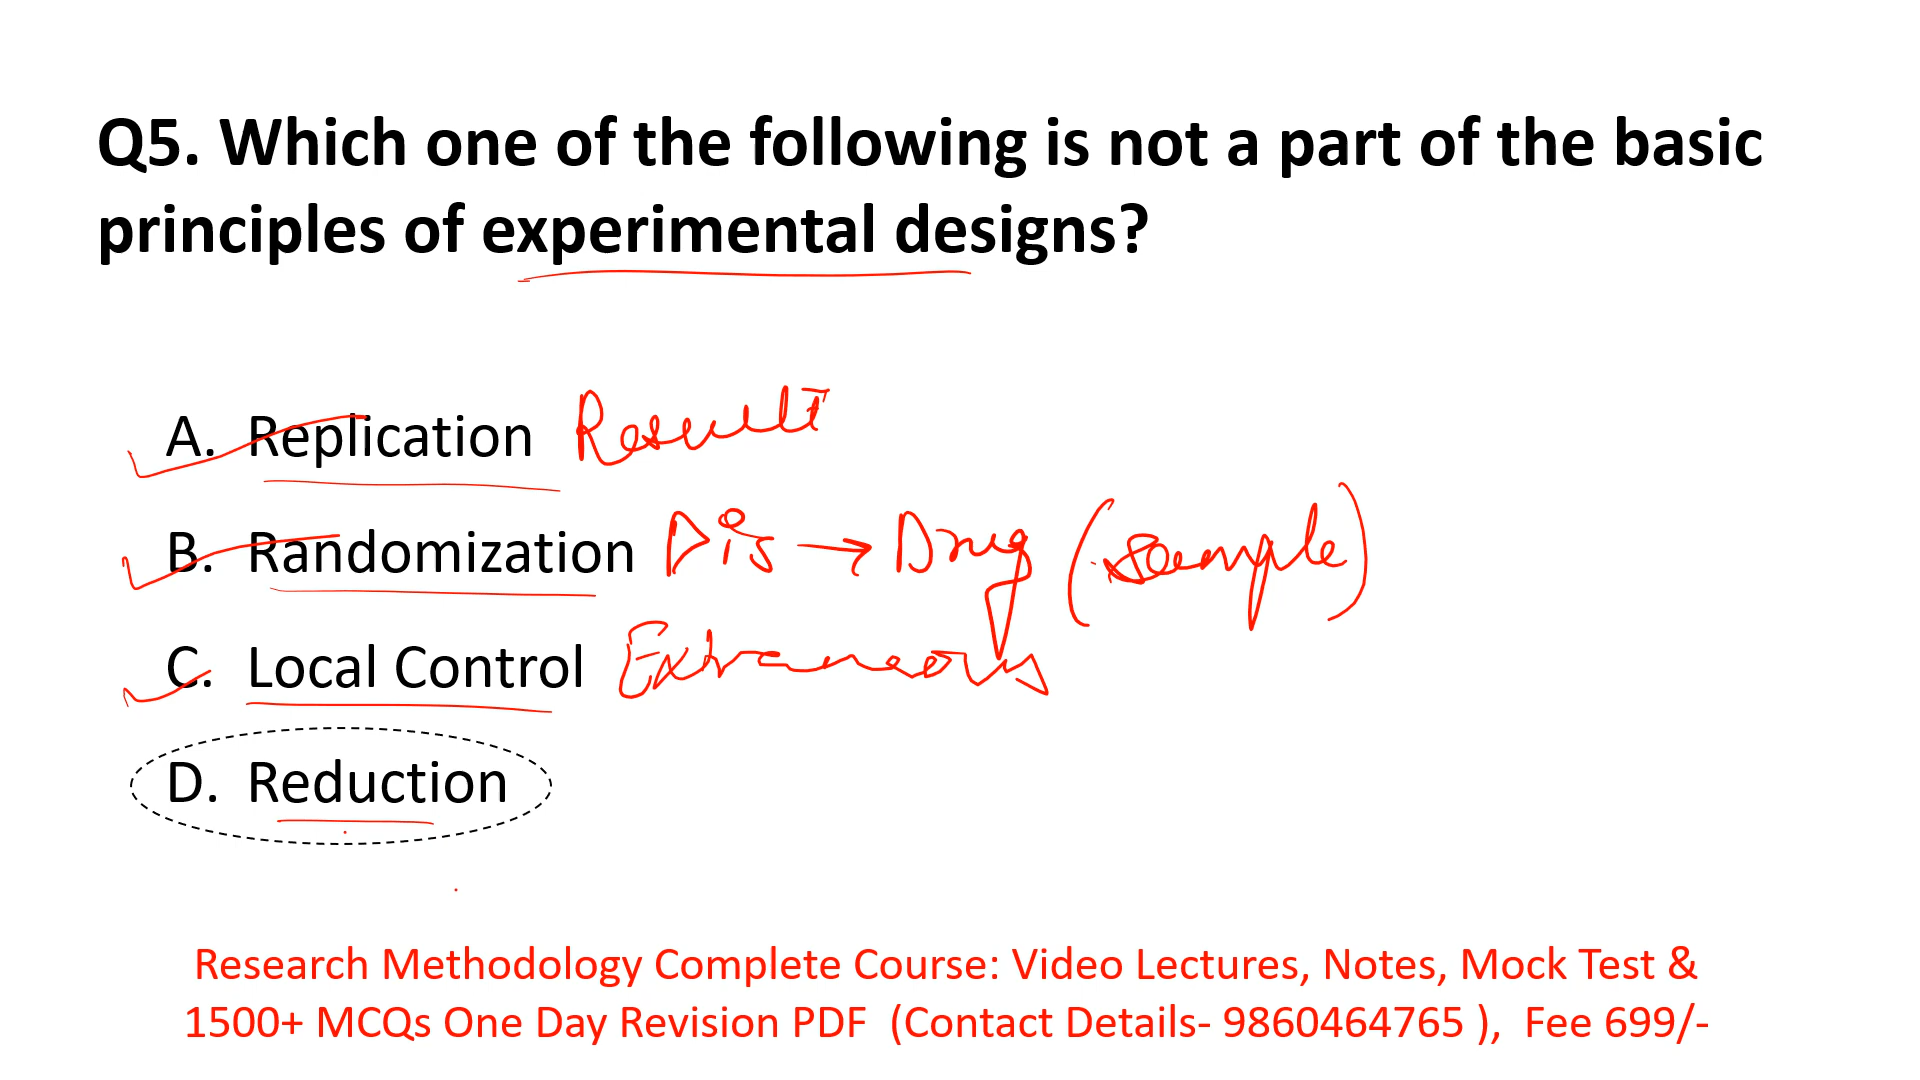 Q5. Which one of the following is not a part of the basic
principles of experimental designs?
A. Replication Result
B. Randomization Dis → Drug (sample)
C. Local Control Extraneous
D. Reduction
Research Methodology Complete Course: Video Lectures, Notes, Mock Test &
1500+ MCQs One Day Revision PDF (Contact Details- 9860464765 ), Fee 699/-